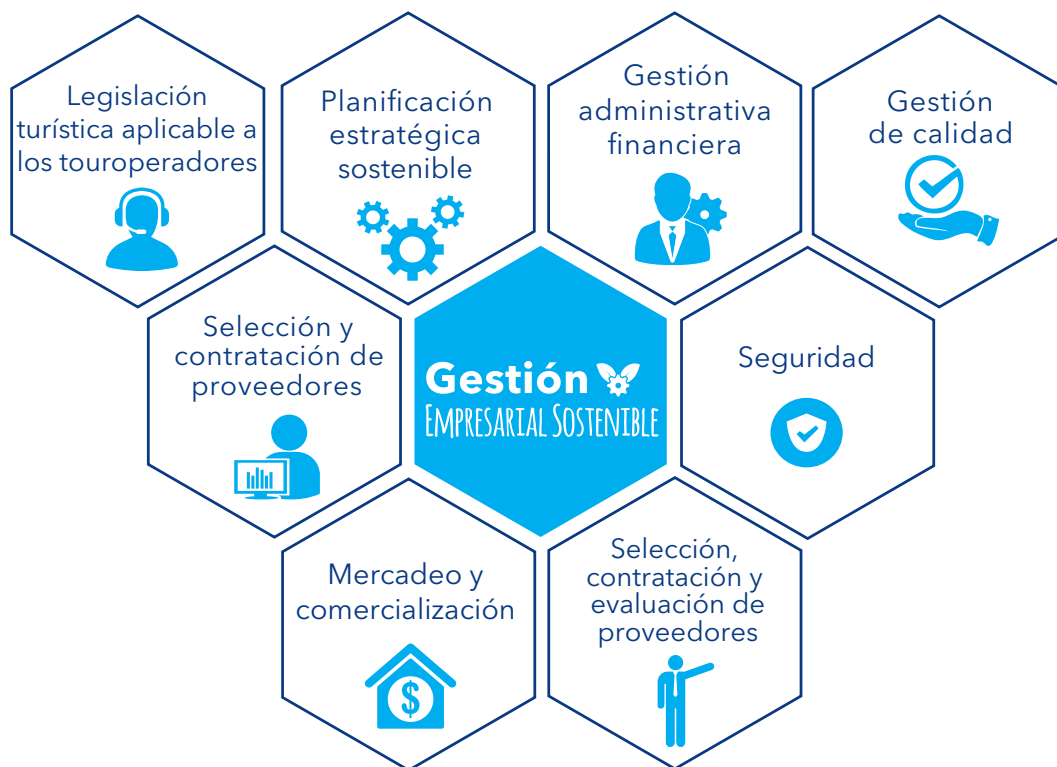 Legislación
turística aplicable a
los touroperadores
Planificación
estratégica
sostenible
Gestión
administrativa
financiera
Gestión
de calidad
Selección y
contratación de
proveedores
Gestión
EMPRESARIAL SOSTENIBLE
Seguridad
Mercadeo y
comercialización
$
Selección,
contratación y
evaluación de
proveedores